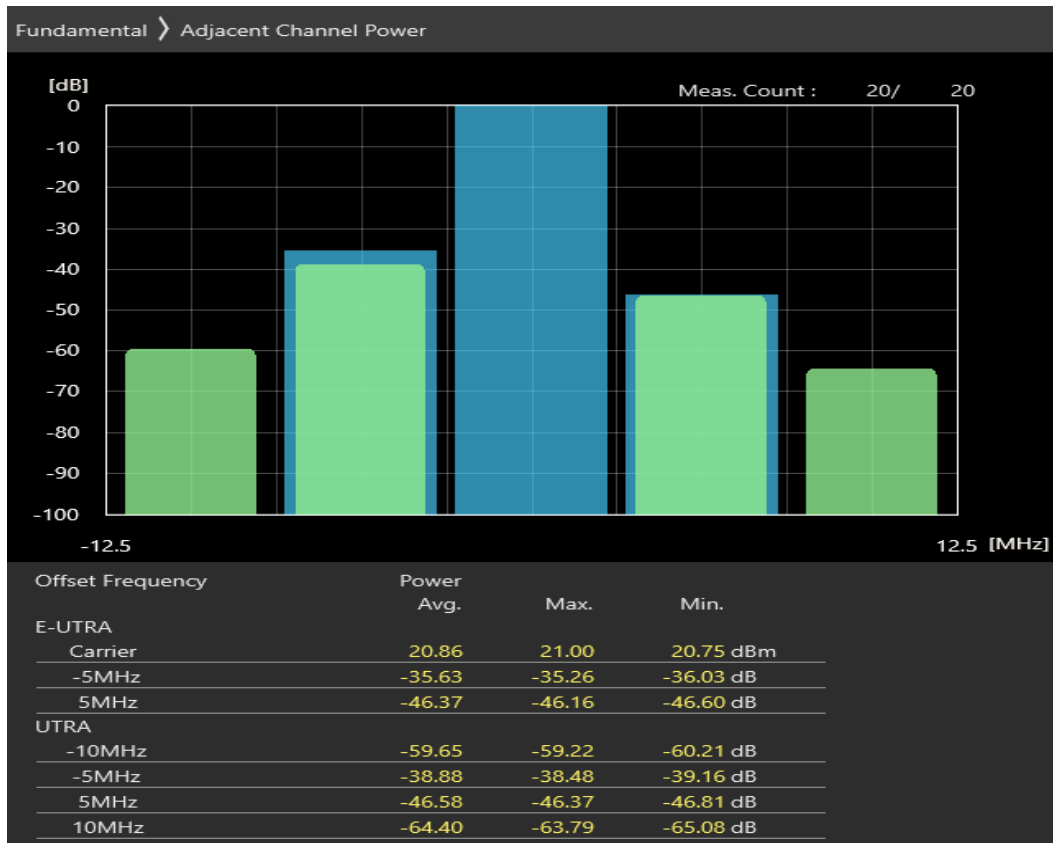 Fundamental 〉 Adjacent Channel Power
[dB]
Meas. Count : 20/ 20
0
-10
-20
-30
-40
-50
-60
-70
-80
-90
-100
-12.5 12.5 [MHz]
Offset Frequency Power
Avg. Max. Min.
E-UTRA
Carrier 20.86 21.00 20.75 dBm
-5MHz -35.63 -35.26 -36.03 dB
5MHz -46.37 -46.16 -46.60 dB
UTRA
-10MHz -59.65 -59.22 -60.21 dB
-5MHz -38.88 -38.48 -39.16 dB
5MHz -46.58 -46.37 -46.81 dB
10MHz -64.40 -63.79 -65.08 dB